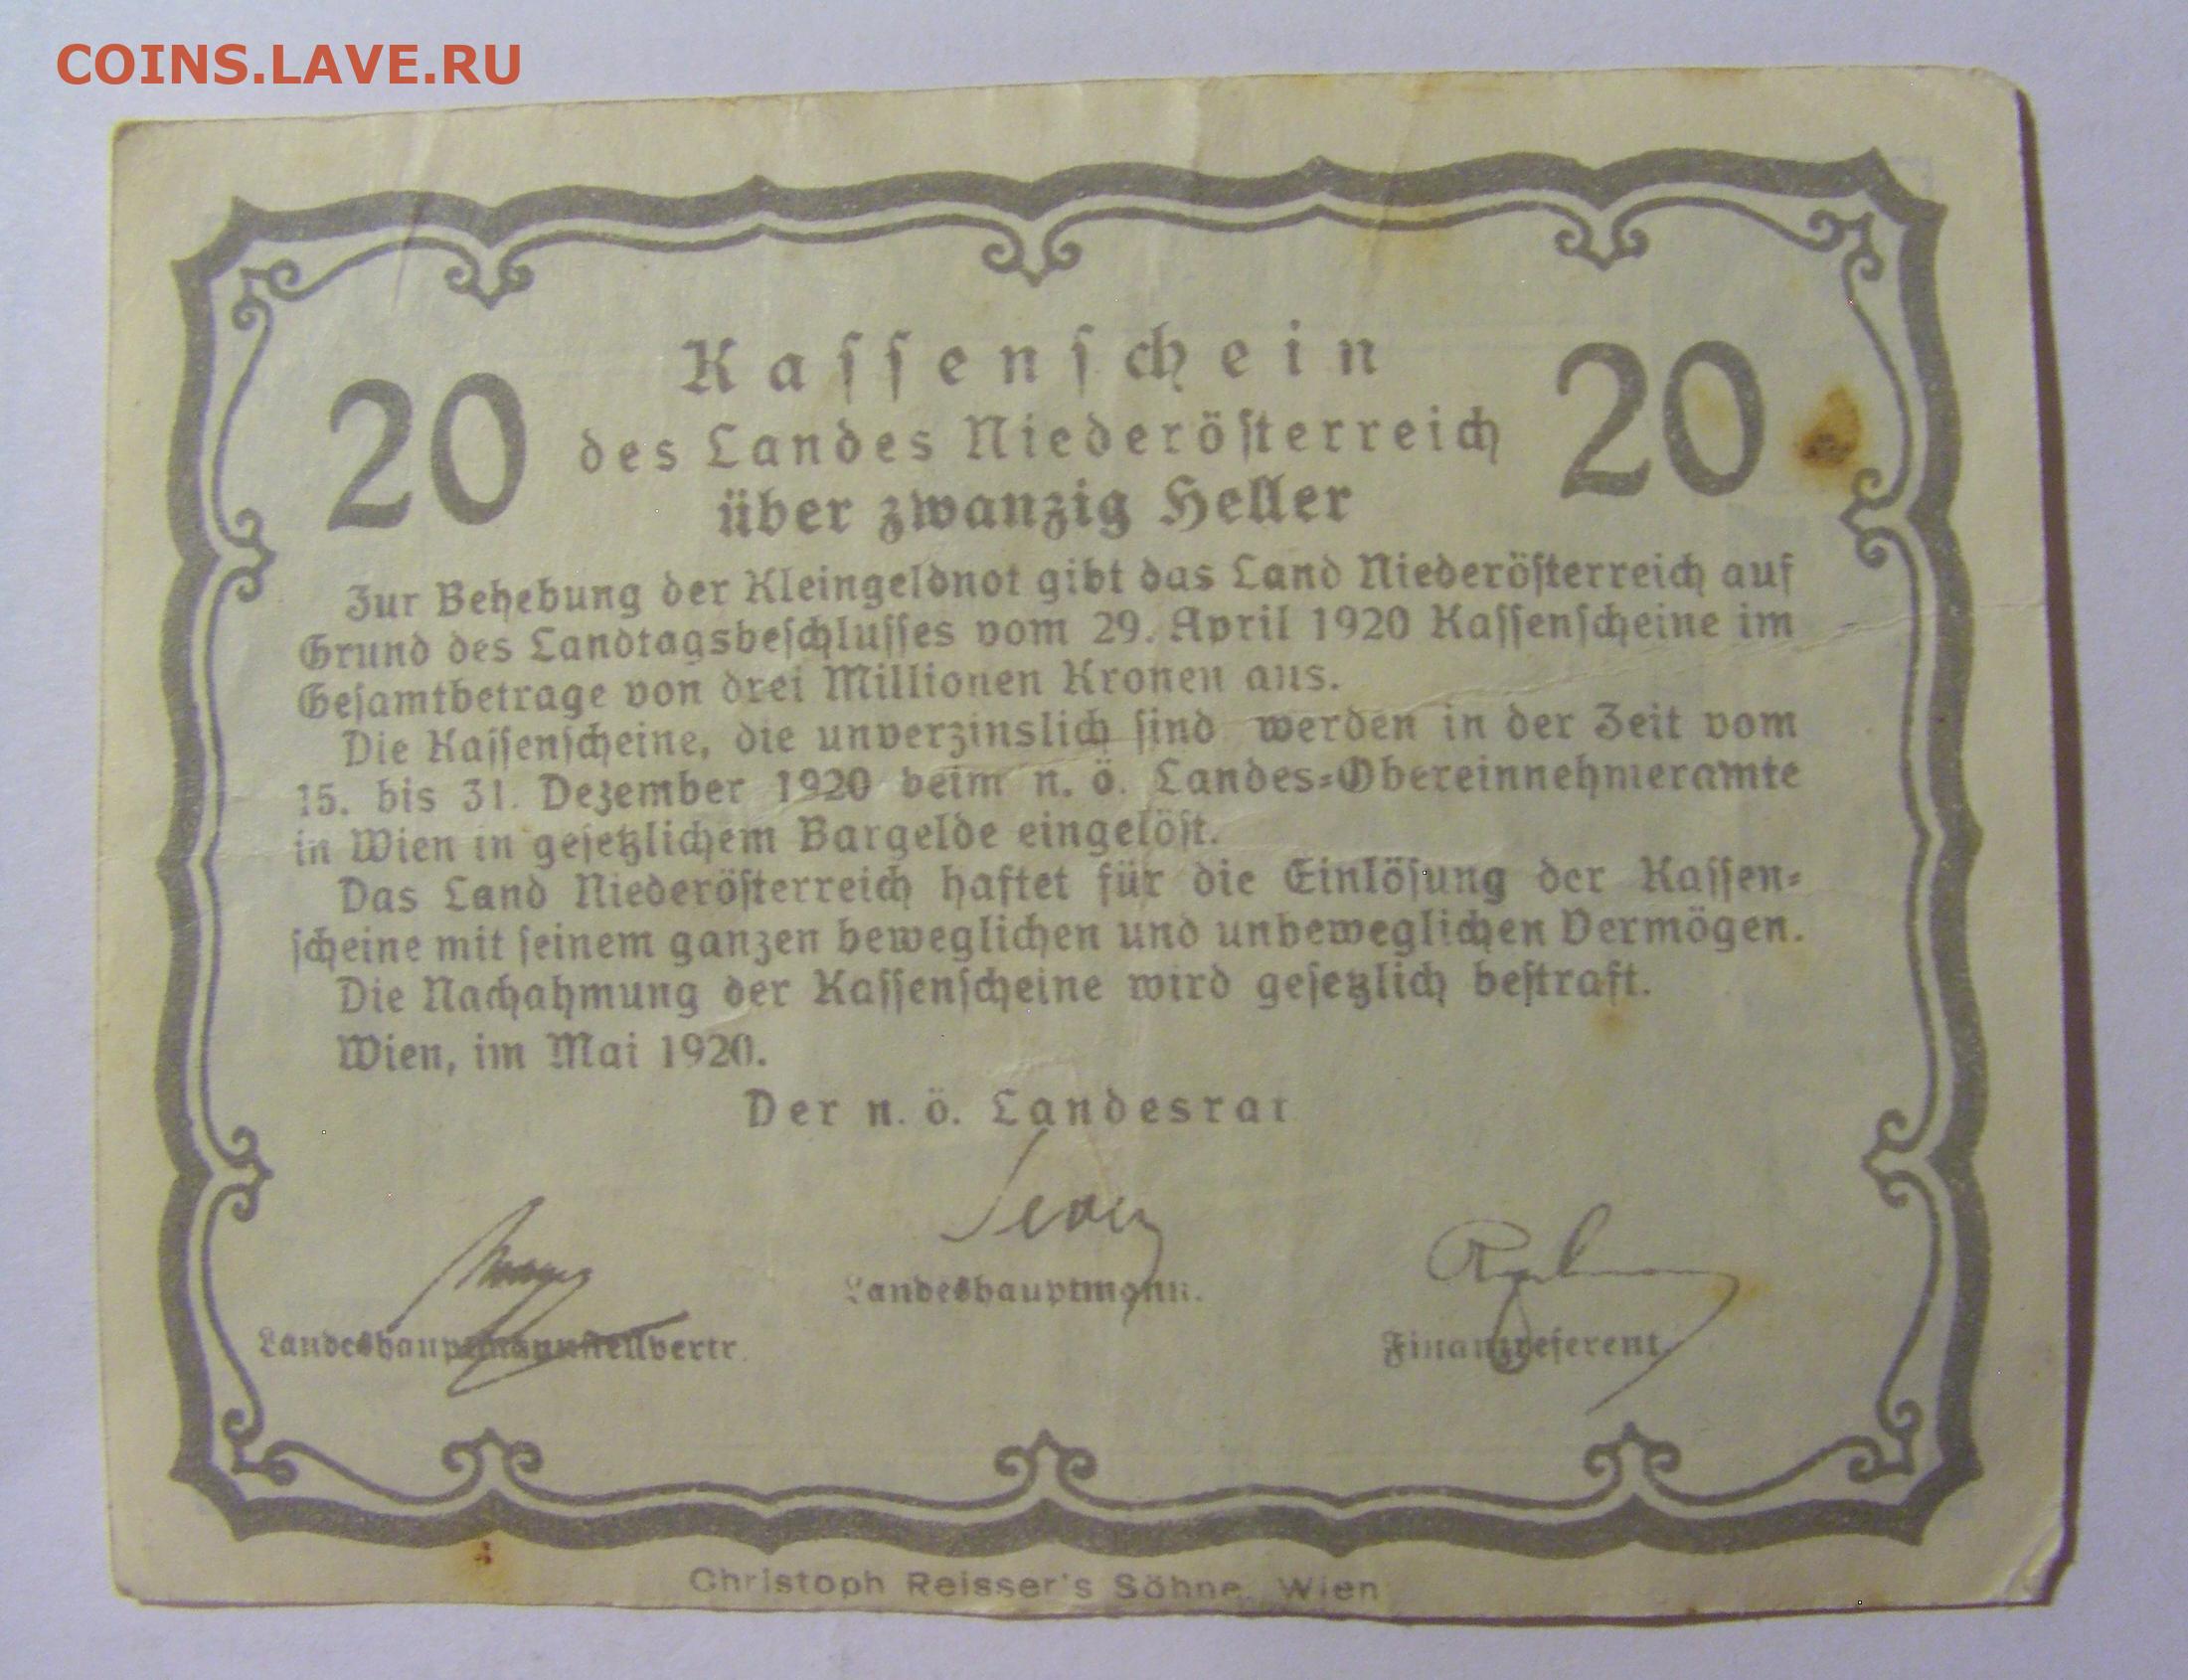 COINS.LAVE.RU
Kassenschein
20 des Landes Niederösterreich 20
über zwanzig Heller
Zur Behebung der Kleingeldnot gibt das Land Niederösterreich auf
Grund des Landtagsbeschlusses vom 29. April 1920 Kassenscheine im
Gesamtbetrage von drei Millionen Kronen aus.
Die Kassenscheine, die unverzinslich sind werden in der Zeit vom
15. bis 31. Dezember 1920 beim n. ö. Landes=Obereinnehmeramte
in Wien in gesetzlichem Bargelde eingelöst.
Das Land Niederösterreich haftet für die Einlösung der Kassen=
scheine mit seinem ganzen beweglichen und unbeweglichen Vermögen.
Die Nachahmung der Kassenscheine wird gesetzlich bestraft.
Wien, im Mai 1920.
Der n. ö. Landesrat
Sever
Landeshauptmann.
Landeshauptmannstellvertr.
Finanzreferent.
Christoph Reisser's Söhne, Wien